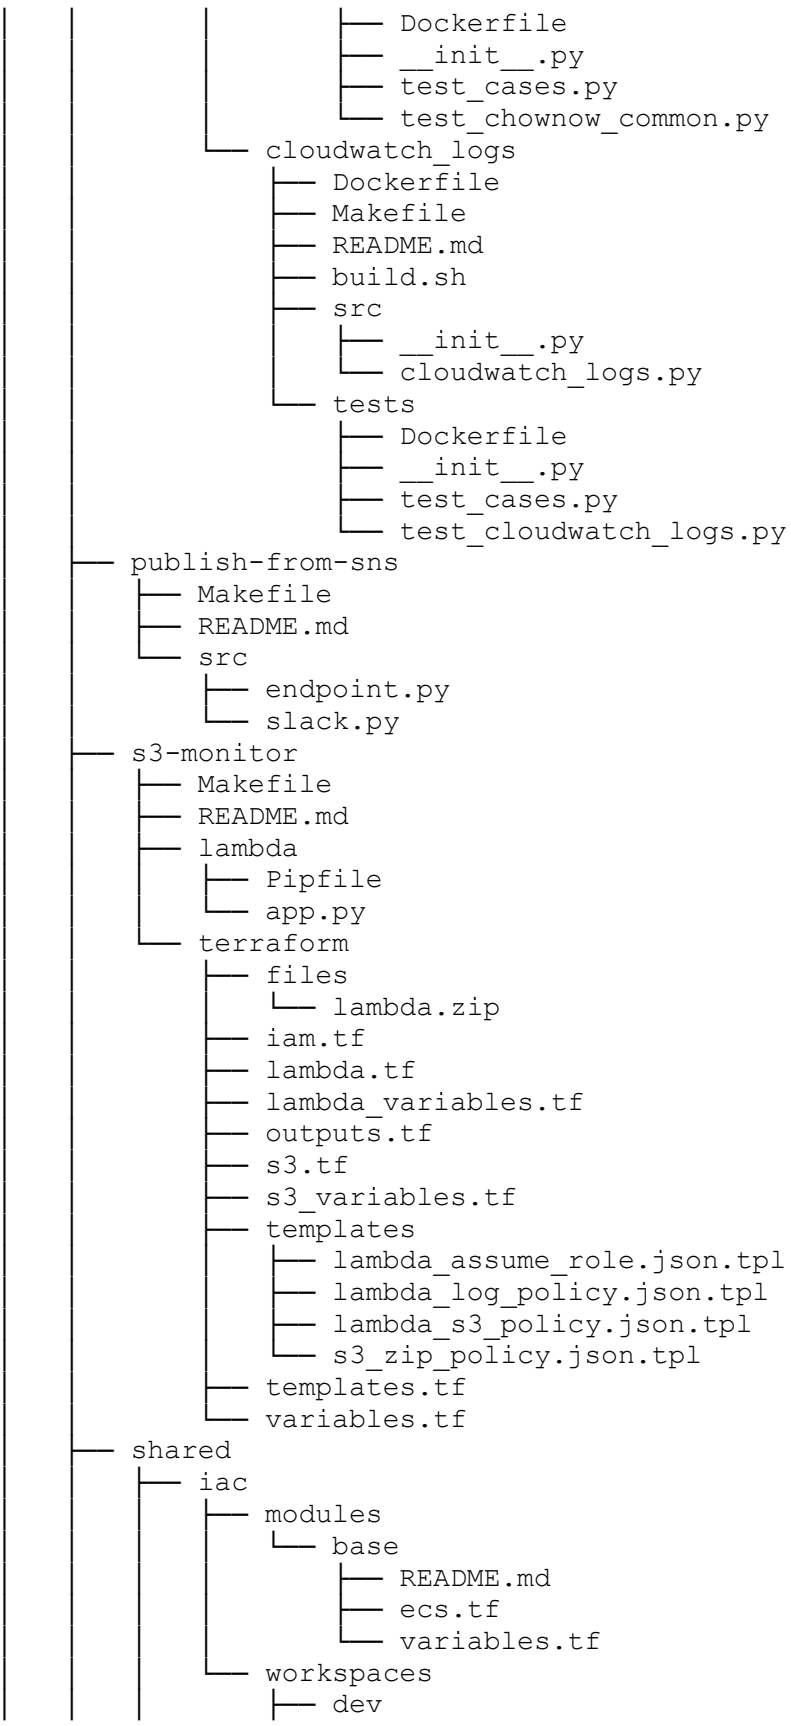 │   │       │       ├── Dockerfile
│   │       │       ├── __init__.py
│   │       │       ├── test_cases.py
│   │       │       └── test_chownow_common.py
│   │       └── cloudwatch_logs
│   │           ├── Dockerfile
│   │           ├── Makefile
│   │           ├── README.md
│   │           ├── build.sh
│   │           ├── src
│   │           │   ├── __init__.py
│   │           │   └── cloudwatch_logs.py
│   │           └── tests
│   │               ├── Dockerfile
│   │               ├── __init__.py
│   │               ├── test_cases.py
│   │               └── test_cloudwatch_logs.py
│   ├── publish-from-sns
│   │   ├── Makefile
│   │   ├── README.md
│   │   └── src
│   │       ├── endpoint.py
│   │       └── slack.py
│   ├── s3-monitor
│   │   ├── Makefile
│   │   ├── README.md
│   │   ├── lambda
│   │   │   ├── Pipfile
│   │   │   └── app.py
│   │   └── terraform
│   │       ├── files
│   │       │   └── lambda.zip
│   │       ├── iam.tf
│   │       ├── lambda.tf
│   │       ├── lambda_variables.tf
│   │       ├── outputs.tf
│   │       ├── s3.tf
│   │       ├── s3_variables.tf
│   │       ├── templates
│   │       │   ├── lambda_assume_role.json.tpl
│   │       │   ├── lambda_log_policy.json.tpl
│   │       │   ├── lambda_s3_policy.json.tpl
│   │       │   └── s3_zip_policy.json.tpl
│   │       ├── templates.tf
│   │       └── variables.tf
│   ├── shared
│   │   ├── iac
│   │   │   ├── modules
│   │   │   │   └── base
│   │   │   │       ├── README.md
│   │   │   │       ├── ecs.tf
│   │   │   │       └── variables.tf
│   │   │   └── workspaces
│   │   │       ├── dev